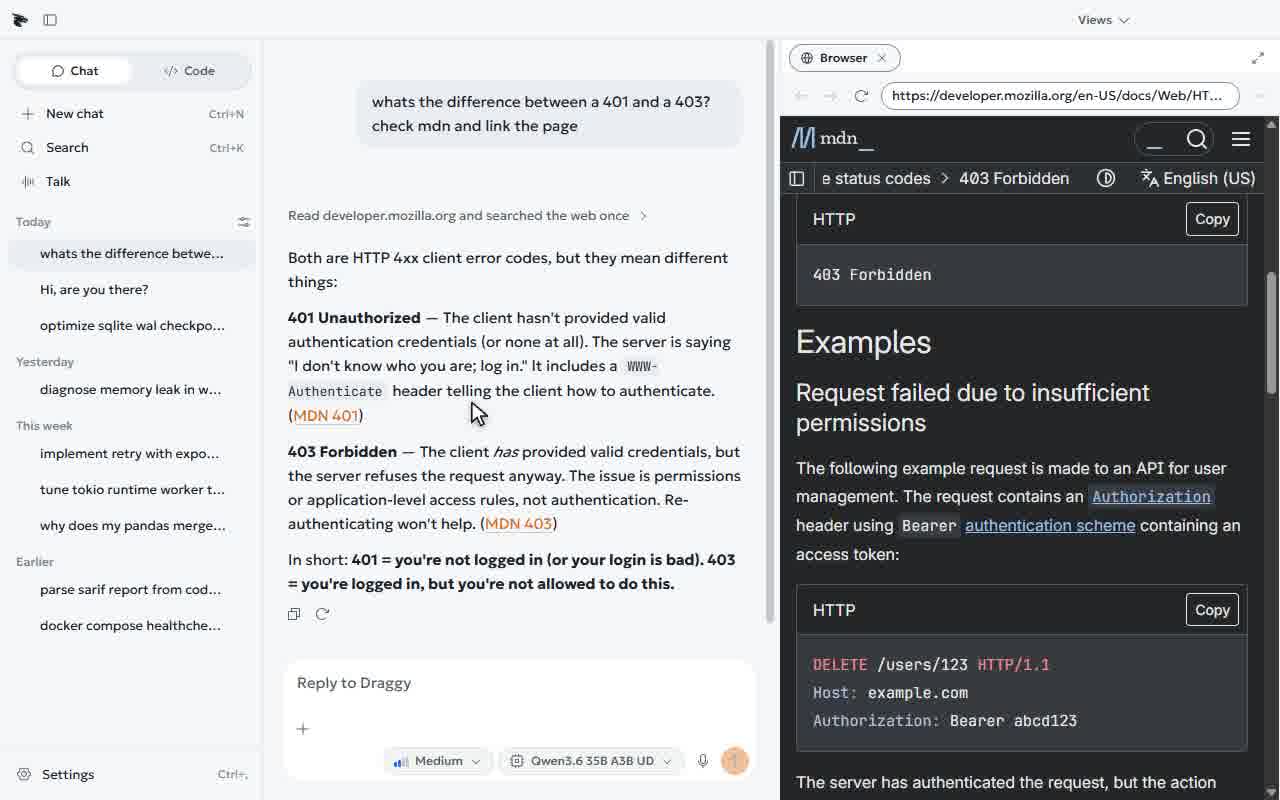 Views
Chat
Code
New chat
Ctrl+N
Search
Ctrl+K
Talk
Today
whats the difference betwe...
Hi, are you there?
optimize sqlite wal checkpo...
Yesterday
diagnose memory leak in w...
This week
implement retry with expo...
tune tokio runtime worker t...
why does my pandas merge...
Earlier
parse sarif report from cod...
docker compose healthche...
Settings
Ctrl+,
whats the difference between a 401 and a 403?
check mdn and link the page
Read developer.mozilla.org and searched the web once
Both are HTTP 4xx client error codes, but they mean different
things:
401 Unauthorized — The client hasn't provided valid
authentication credentials (or none at all). The server is saying
"I don't know who you are; log in." It includes a WWW-
Authenticate header telling the client how to authenticate.
(MDN 401)
403 Forbidden — The client has provided valid credentials, but
the server refuses the request anyway. The issue is permissions
or application-level access rules, not authentication. Re-
authenticating won't help. (MDN 403)
In short: 401 = you're not logged in (or your login is bad). 403
= you're logged in, but you're not allowed to do this.
Reply to Draggy
Medium
Qwen3.6 35B A3B UD
Browser
https://developer.mozilla.org/en-US/docs/Web/HT...
mdn_
e status codes > 403 Forbidden
English (US)
HTTP
Copy
403 Forbidden
Examples
Request failed due to insufficient
permissions
The following example request is made to an API for user
management. The request contains an Authorization
header using Bearer authentication scheme containing an
access token:
HTTP
Copy
DELETE /users/123 HTTP/1.1
Host: example.com
Authorization: Bearer abcd123
The server has authenticated the request, but the action